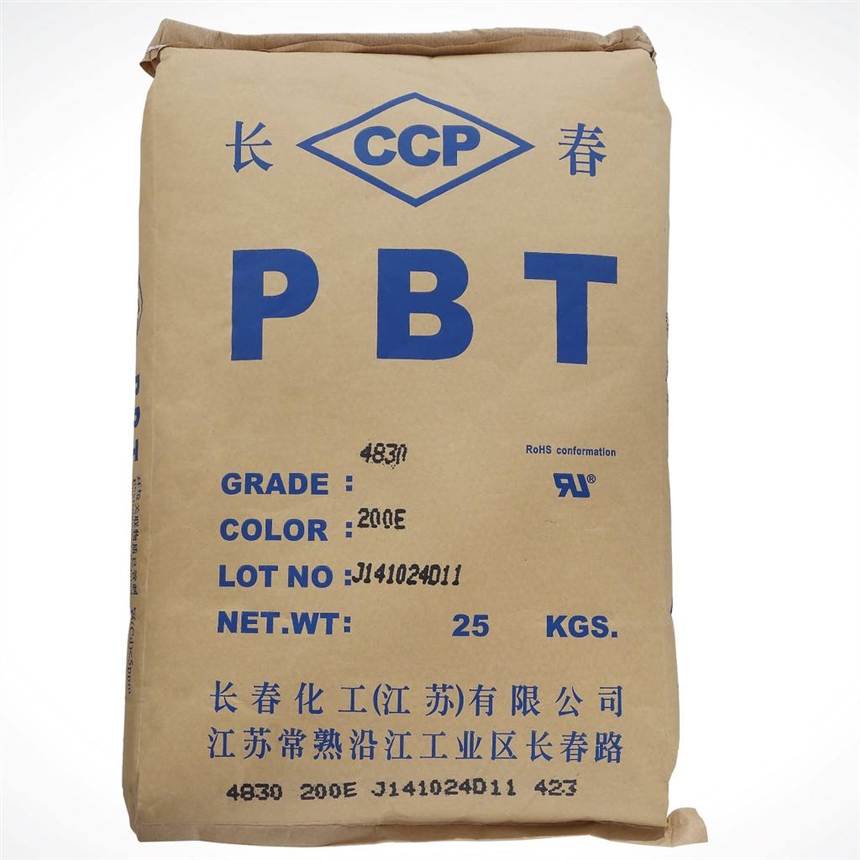 长 CCP 春
PBT
4830
RoHS conformation
GRADE :
RU®
COLOR : 200E
LOT NO : J141024D11
NET.WT: 25 KGS.
长春化工(江苏)有限公司
江苏常熟沿江工业区长春路
4830 200E J141024D11 423